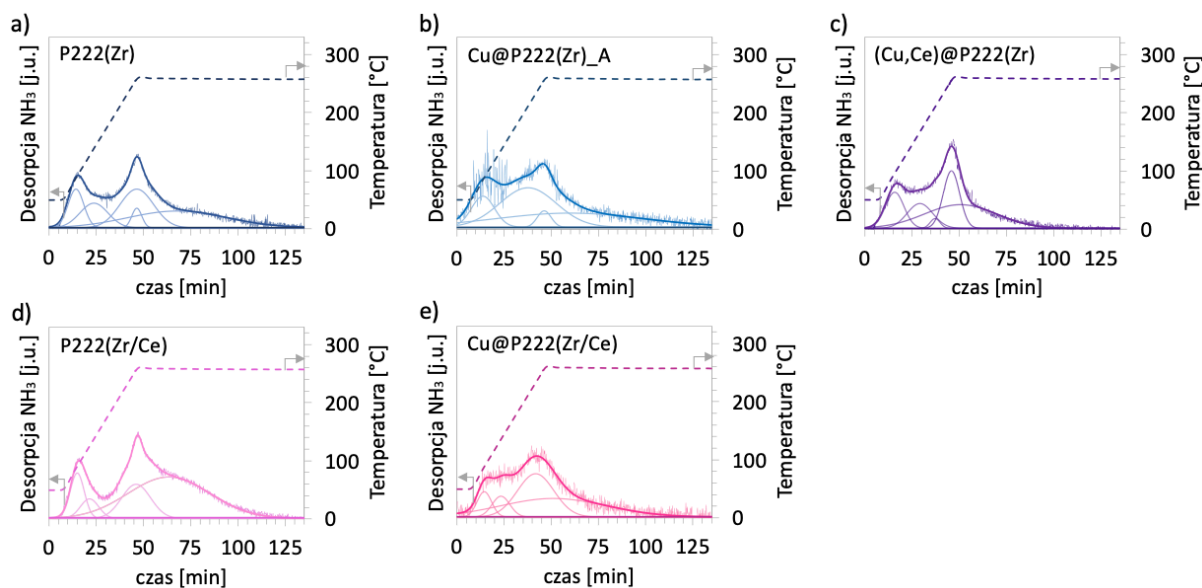 a)
P222(Zr)
Desorpcja NH₃ [j.u.]
300
200
100
0
Temperatura [°C]
0 25 50 75 100 125
czas [min]
b)
Cu@P222(Zr)_A
Desorpcja NH₃ [j.u.]
300
200
100
0
Temperatura [°C]
0 25 50 75 100 125
czas [min]
c)
(Cu,Ce)@P222(Zr)
Desorpcja NH₃ [j.u.]
300
200
100
0
Temperatura [°C]
0 25 50 75 100 125
czas [min]
d)
P222(Zr/Ce)
Desorpcja NH₃ [j.u.]
300
200
100
0
Temperatura [°C]
0 25 50 75 100 125
czas [min]
e)
Cu@P222(Zr/Ce)
Desorpcja NH₃ [j.u.]
300
200
100
0
Temperatura [°C]
0 25 50 75 100 125
czas [min]